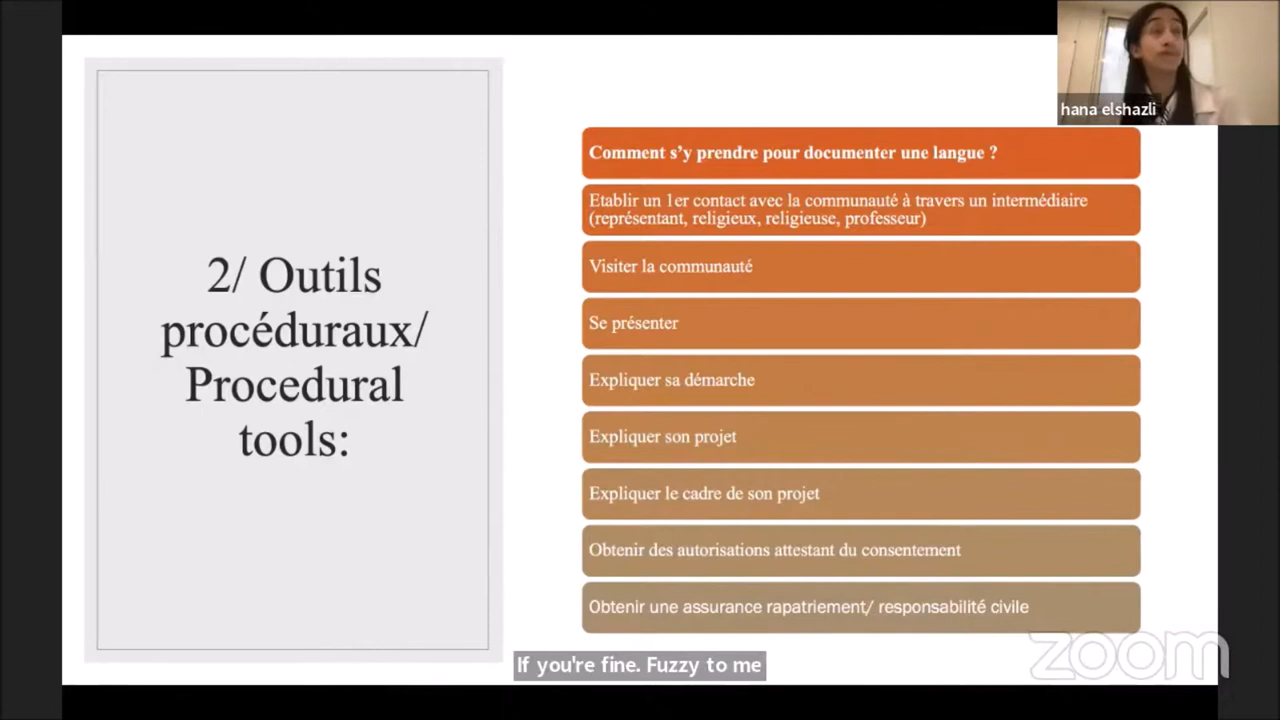 hana elshazli
2/ Outils
procéduraux/
Procedural
tools:
Comment s’y prendre pour documenter une langue ?
Etablir un 1er contact avec la communauté à travers un intermédiaire
(représentant, religieux, religieuse, professeur)
Visiter la communauté
Se présenter
Expliquer sa démarche
Expliquer son projet
Expliquer le cadre de son projet
Obtenir des autorisations attestant du consentement
Obtenir une assurance rapatriement/ responsabilité civile
If you're fine. Fuzzy to me
zoom